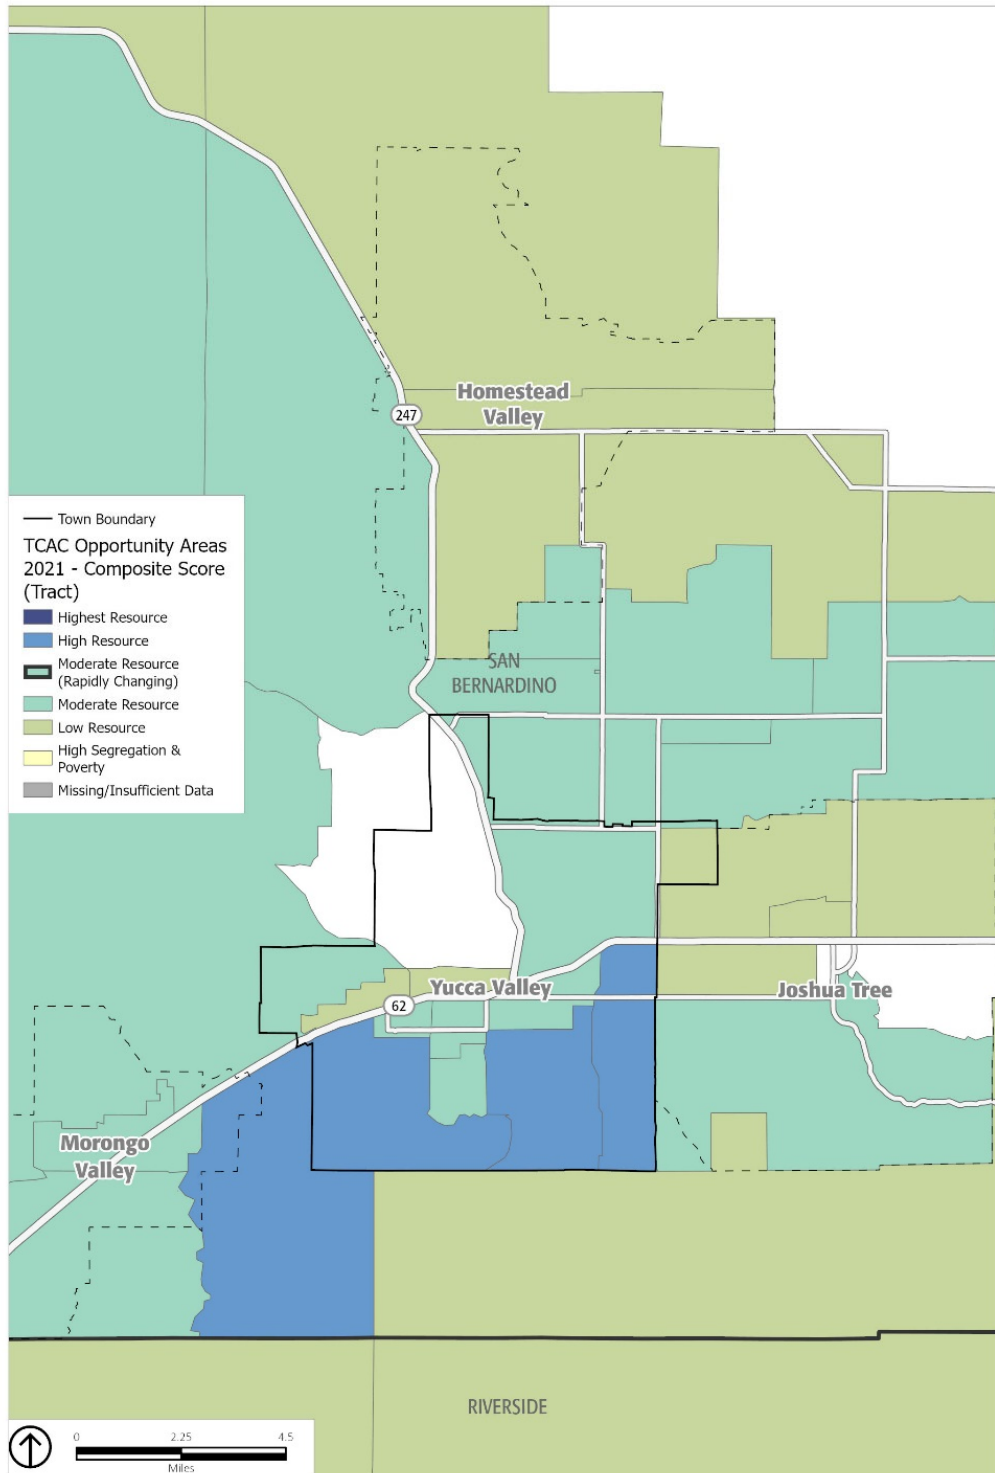 Homestead
Valley
247
Town Boundary
TCAC Opportunity Areas
2021 - Composite Score
(Tract)
Highest Resource
High Resource
Moderate Resource
(Rapidly Changing)
Moderate Resource
Low Resource
High Segregation &
Poverty
Missing/Insufficient Data
SAN
BERNARDINO
Yucca Valley
Joshua Tree
62
Morongo
Valley
RIVERSIDE
0 2.25 4.5
Miles